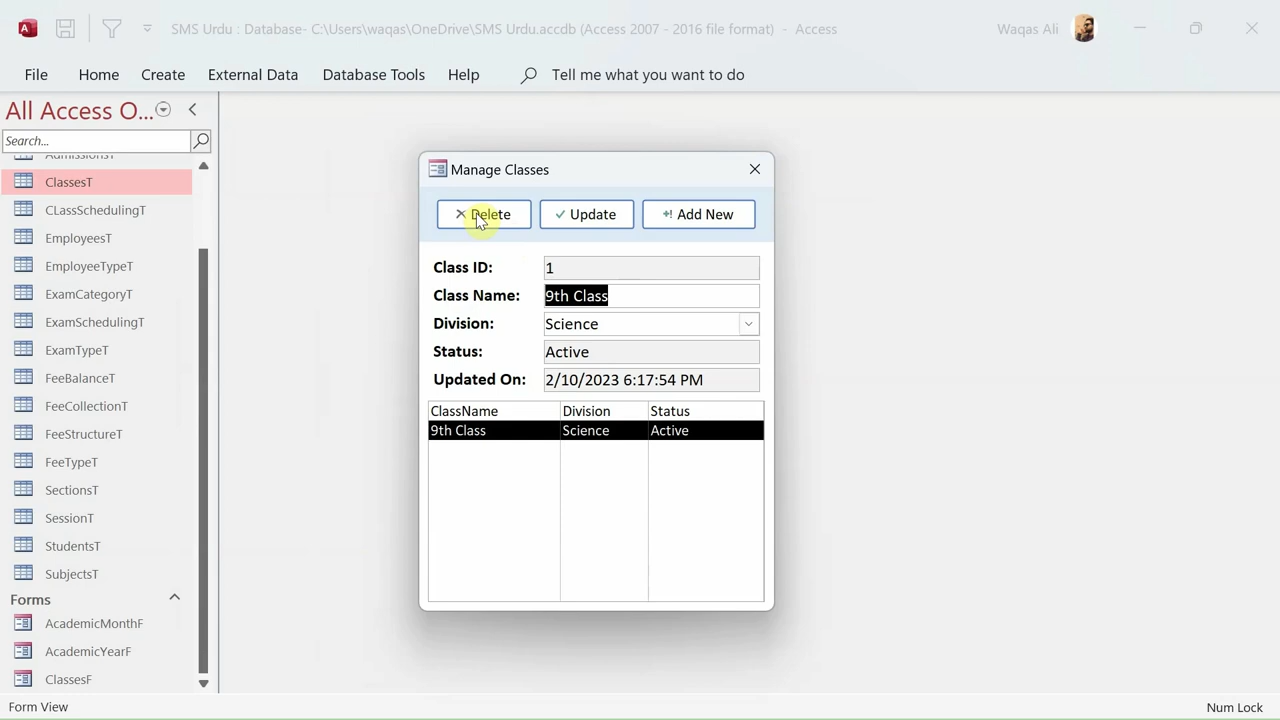 SMS Urdu : Database- C:\Users\waqas\OneDrive\SMS Urdu.accdb (Access 2007 - 2016 file format) - Access
Waqas Ali
File Home Create External Data Database Tools Help Tell me what you want to do
All Access O...
Search...
AdmissionsT
ClassesT
CLassSchedulingT
EmployeesT
EmployeeTypeT
ExamCategoryT
ExamSchedulingT
ExamTypeT
FeeBalanceT
FeeCollectionT
FeeStructureT
FeeTypeT
SectionsT
SessionT
StudentsT
SubjectsT
Forms
AcademicMonthF
AcademicYearF
ClassesF
Manage Classes
Delete Update Add New
Class ID: 1
Class Name: 9th Class
Division: Science
Status: Active
Updated On: 2/10/2023 6:17:54 PM
ClassName Division Status
9th Class Science Active
Form View
Num Lock